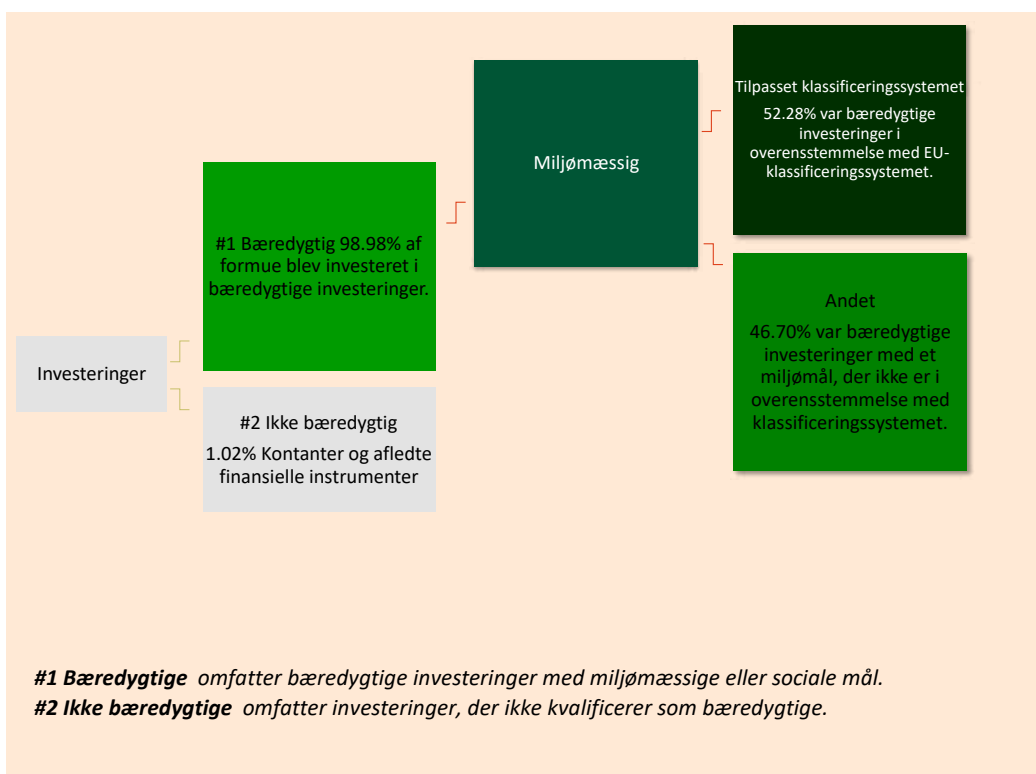 Investeringer
#1 Bæredygtig 98.98% af
formue blev investeret i
bæredygtige investeringer.
#2 Ikke bæredygtig
1.02% Kontanter og afledte
finansielle instrumenter
Miljømæssig
Tilpasset klassificeringssystemet
52.28% var bæredygtige
investeringer i
overensstemmelse med EU-
klassificeringssystemet.
Andet
46.70% var bæredygtige
investeringer med et
miljømål, der ikke er i
overensstemmelse med
klassificeringssystemet.
#1 Bæredygtige omfatter bæredygtige investeringer med miljømæssige eller sociale mål.
#2 Ikke bæredygtige omfatter investeringer, der ikke kvalificerer som bæredygtige.